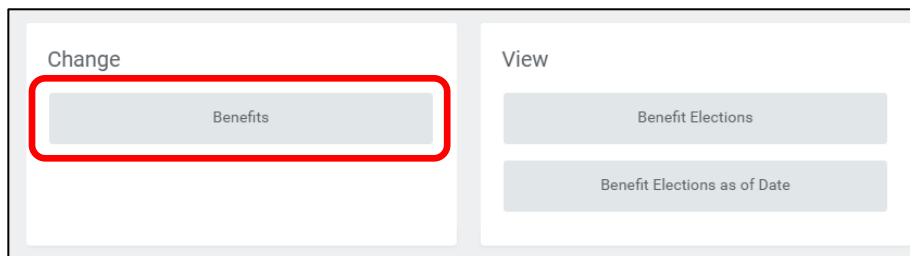 Change
Benefits
View
Benefit Elections
Benefit Elections as of Date